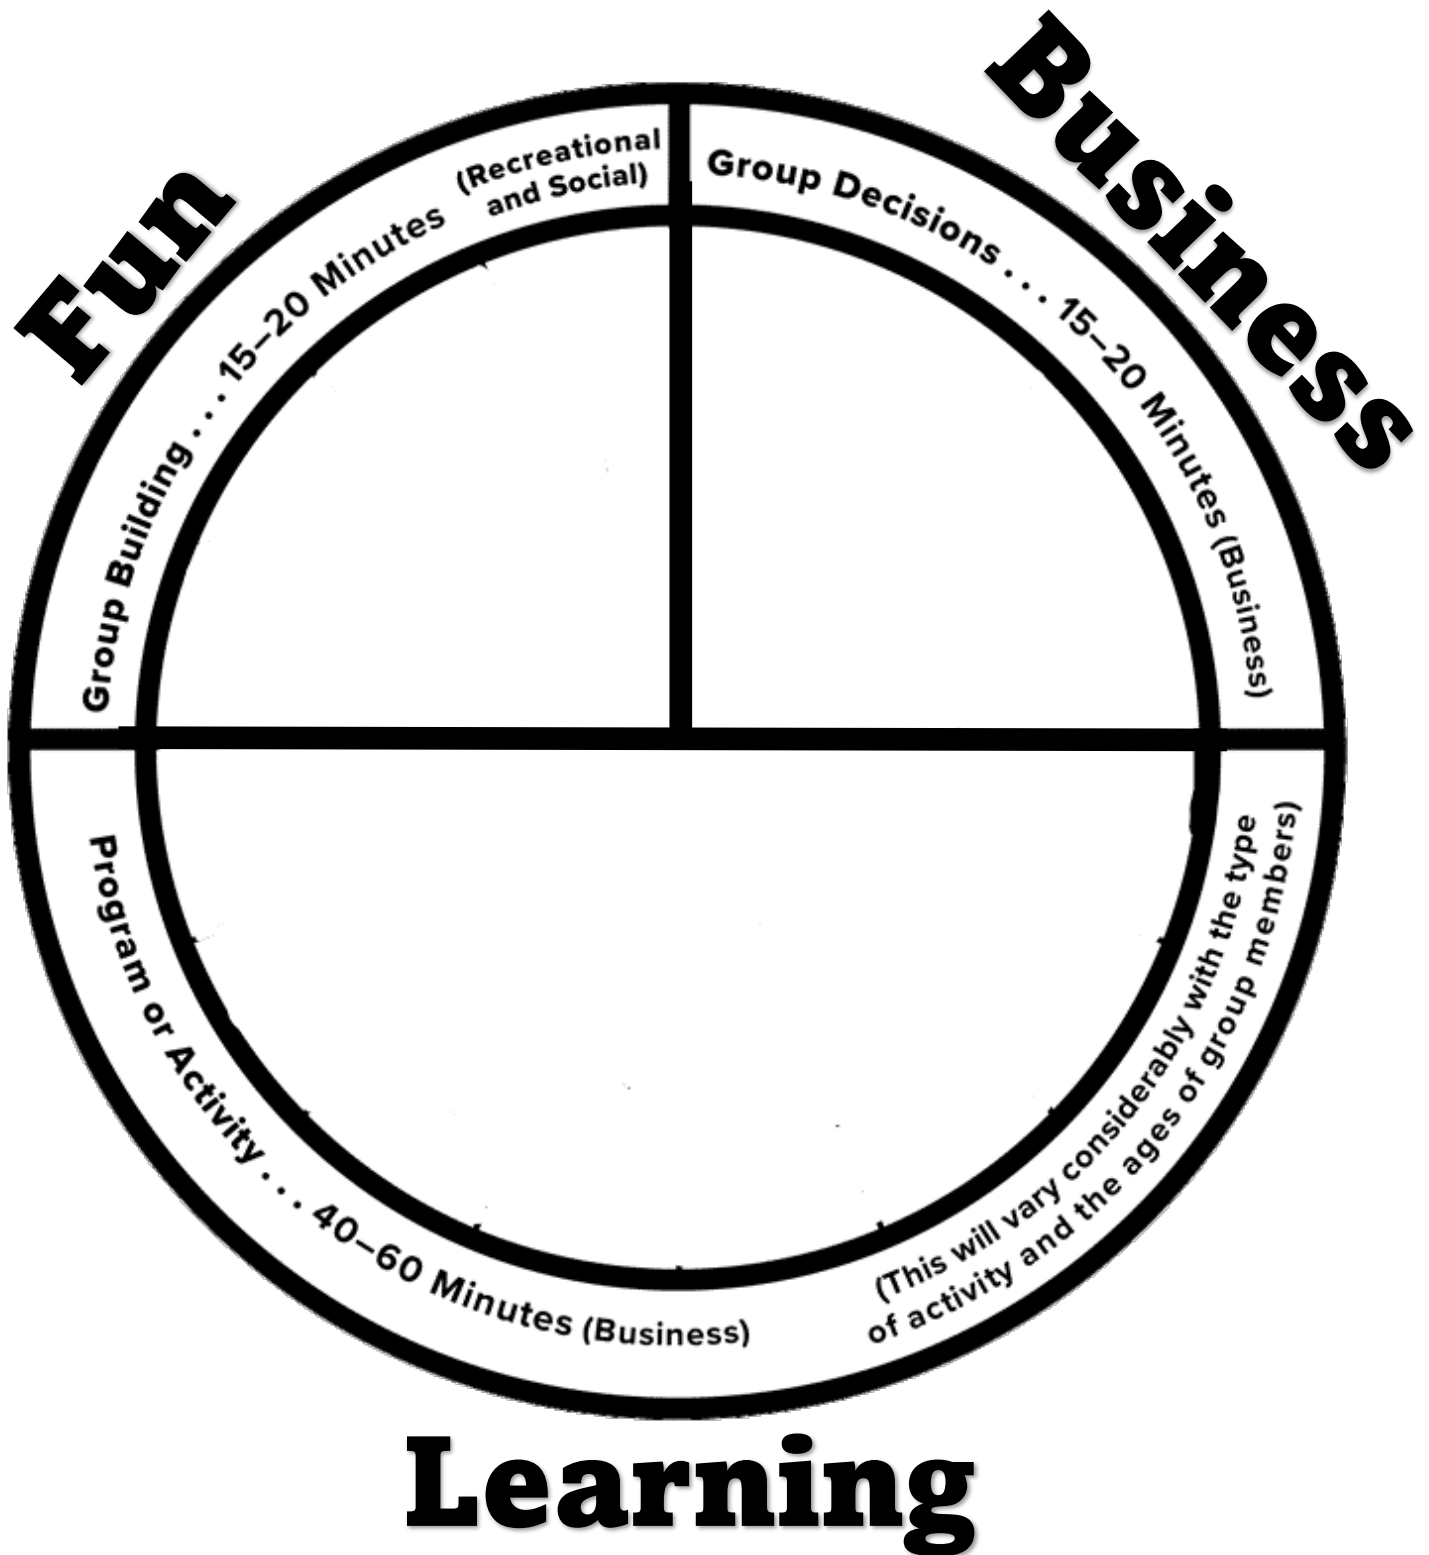 Fun
Business
Group Building . . . 15–20 Minutes (Recreational
and Social)
Group Decisions . . . 15–20 Minutes (Business)
Program or Activity . . . 40–60 Minutes (Business)
(This will vary considerably with the type
of activity and the ages of group members)
Learning